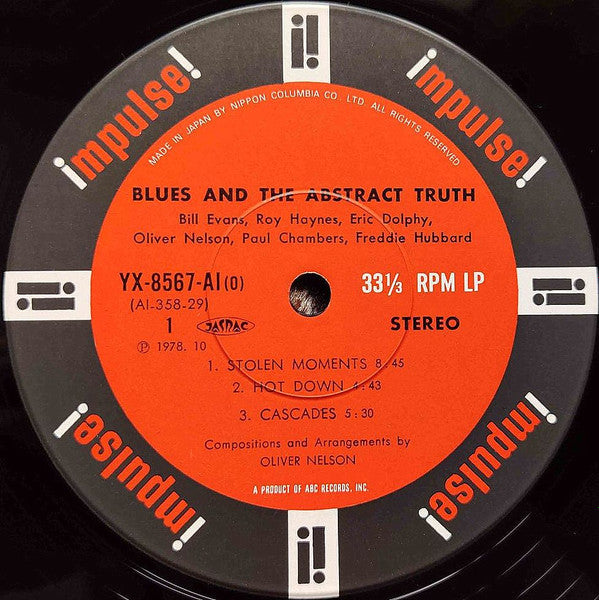 impulse!
impulse!
MADE IN JAPAN BY NIPPON COLUMBIA CO. LTD. ALL RIGHTS RESERVED
BLUES AND THE ABSTRACT TRUTH
Bill Evans, Roy Haynes, Eric Dolphy,
Oliver Nelson, Paul Chambers, Freddie Hubbard
YX-8567-AI(O) 33⅓ RPM LP
(AI-358-29)
1 JASRAC STEREO
Ⓟ 1978. 10
1. STOLEN MOMENTS 8:45
2. HOT DOWN 4:43
3. CASCADES 5:30
Compositions and Arrangements by
OLIVER NELSON
A PRODUCT OF ABC RECORDS, INC.
impulse!
impulse!